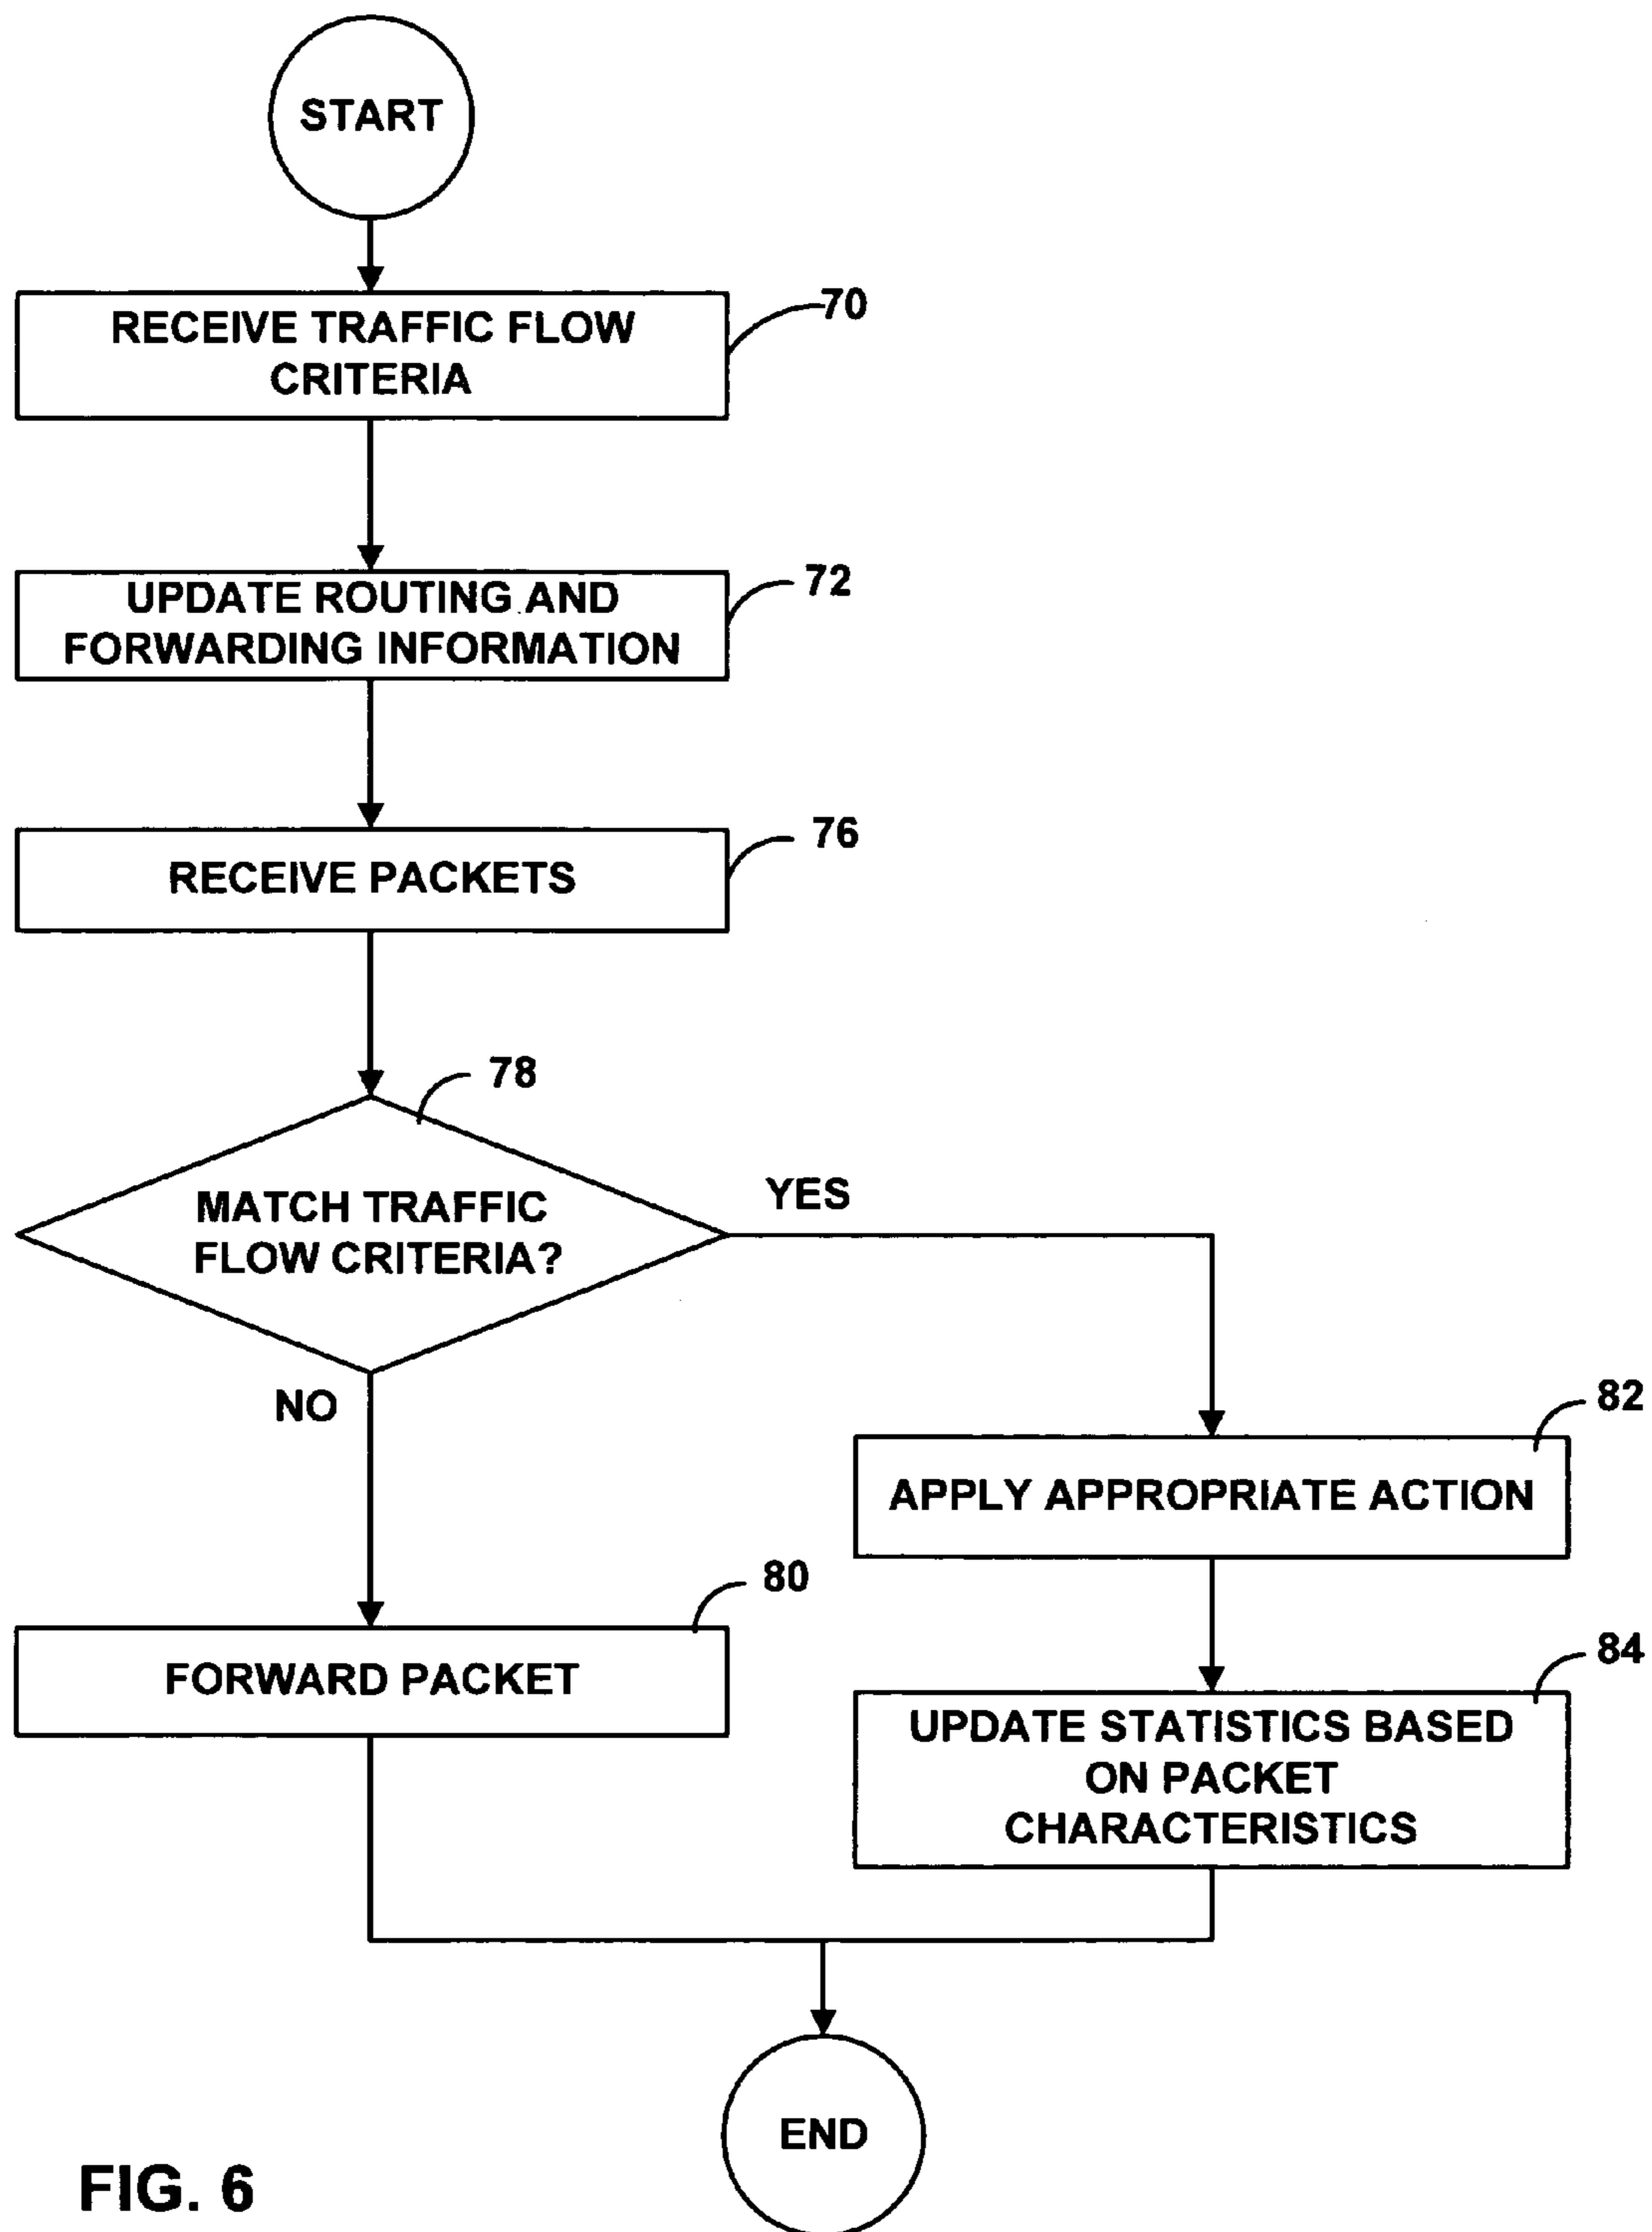 START
RECEIVE TRAFFIC FLOW
CRITERIA
70
UPDATE ROUTING AND
FORWARDING INFORMATION
72
RECEIVE PACKETS
76
78
MATCH TRAFFIC
FLOW CRITERIA?
YES
NO
82
APPLY APPROPRIATE ACTION
80
FORWARD PACKET
84
UPDATE STATISTICS BASED
ON PACKET
CHARACTERISTICS
END
FIG. 6